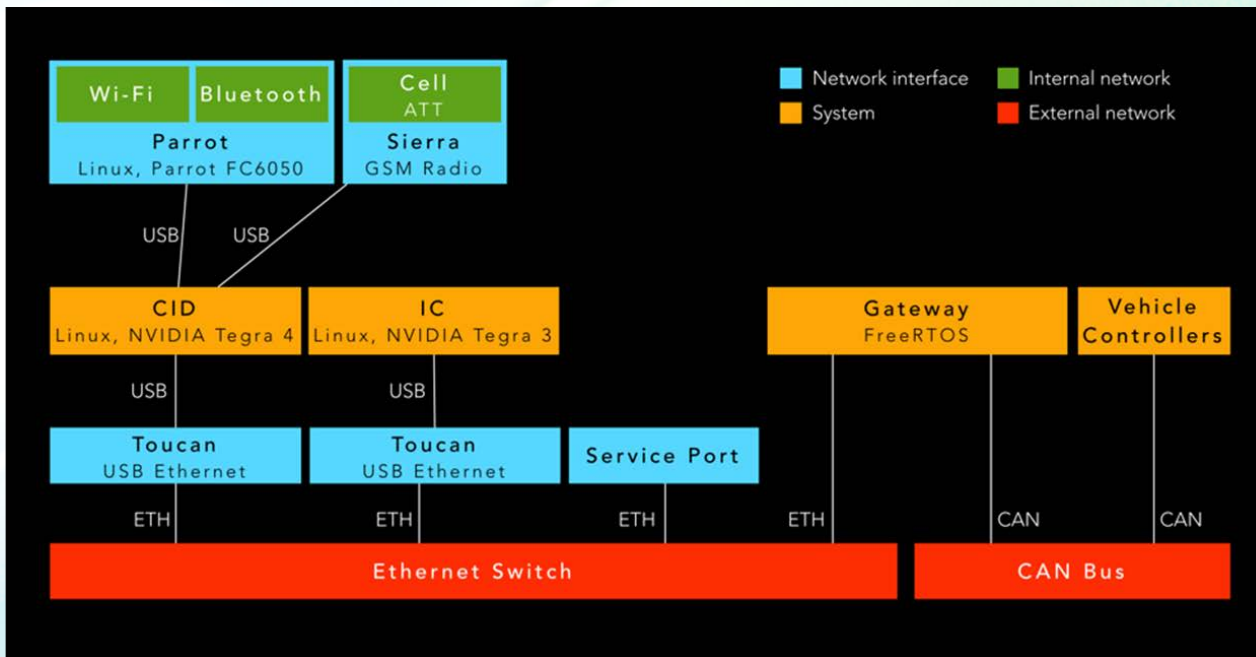 Wi-Fi
Bluetooth
Cell
ATT
Parrot
Linux, Parrot FC6050
Sierra
GSM Radio
Network interface
Internal network
System
External network
USB
USB
CID
Linux, NVIDIA Tegra 4
IC
Linux, NVIDIA Tegra 3
Gateway
FreeRTOS
Vehicle
Controllers
USB
USB
Toucan
USB Ethernet
Toucan
USB Ethernet
Service Port
ETH
ETH
ETH
ETH
CAN
CAN
Ethernet Switch
CAN Bus